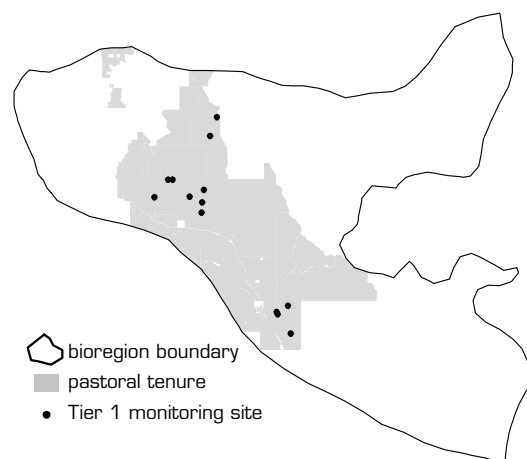 bioregion boundary
pastoral tenure
Tier 1 monitoring site